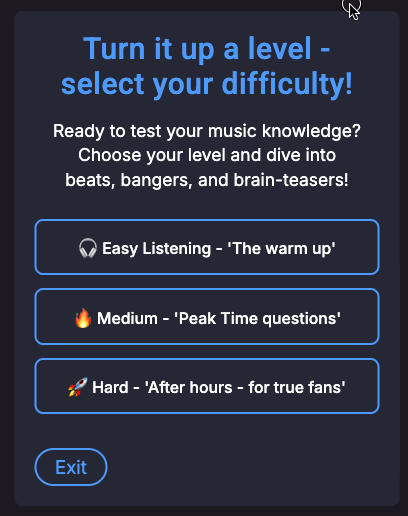 Turn it up a level -
select your difficulty!
Ready to test your music knowledge?
Choose your level and dive into
beats, bangers, and brain-teasers!
🎧 Easy Listening - 'The warm up'
🔥 Medium - 'Peak Time questions'
🚀 Hard - 'After hours - for true fans'
Exit